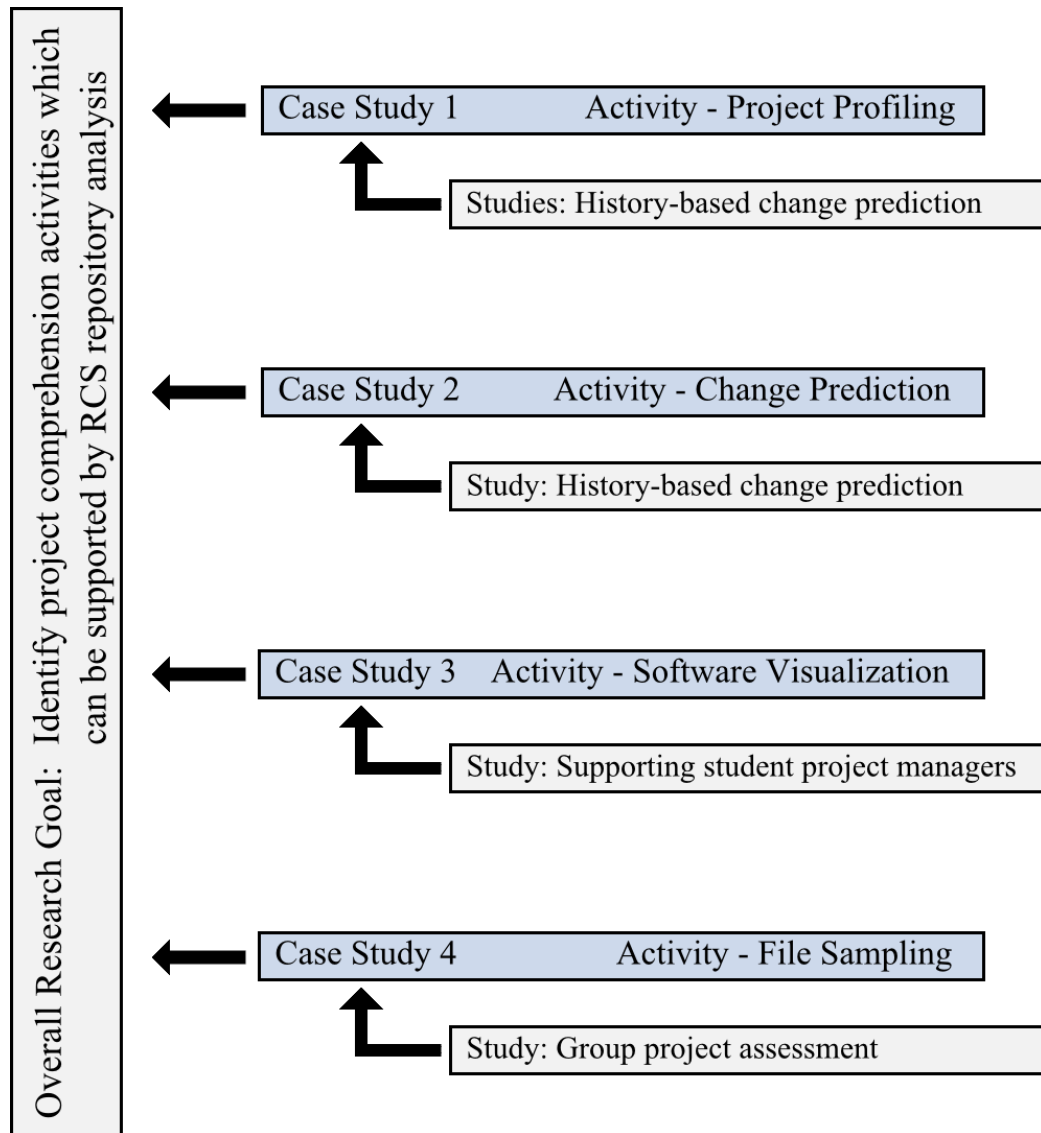 Overall Research Goal:  Identify project comprehension activities which
can be supported by RCS repository analysis
Case Study 1 Activity - Project Profiling
Studies: History-based change prediction
Case Study 2 Activity - Change Prediction
Study: History-based change prediction
Case Study 3 Activity - Software Visualization
Study: Supporting student project managers
Case Study 4 Activity - File Sampling
Study: Group project assessment